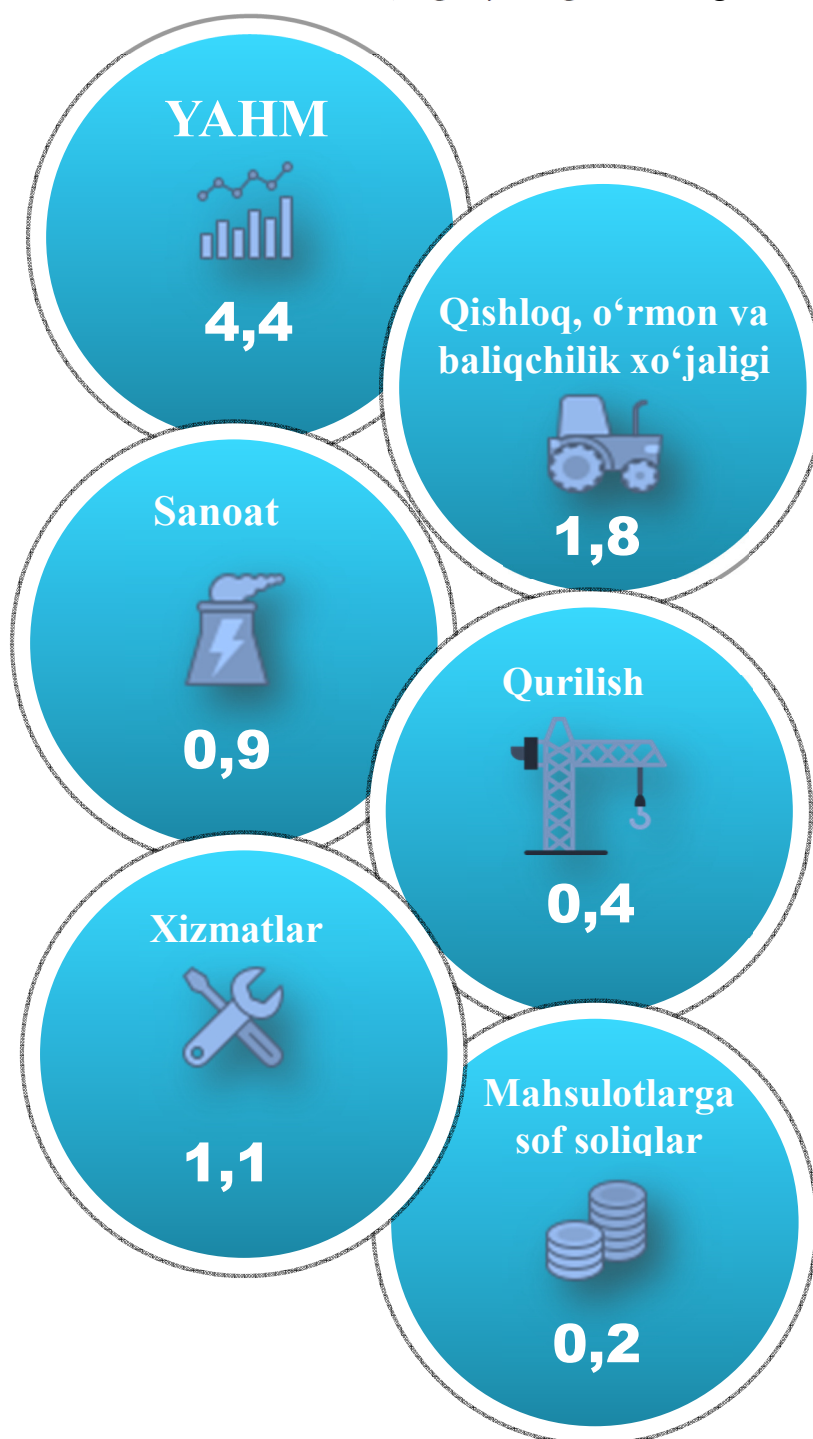 YAHM
4,4
Qishloq, o‘rmon va
baliqchilik xo‘jaligi
1,8
Sanoat
0,9
Qurilish
0,4
Xizmatlar
1,1
Mahsulotlarga
sof soliqlar
0,2